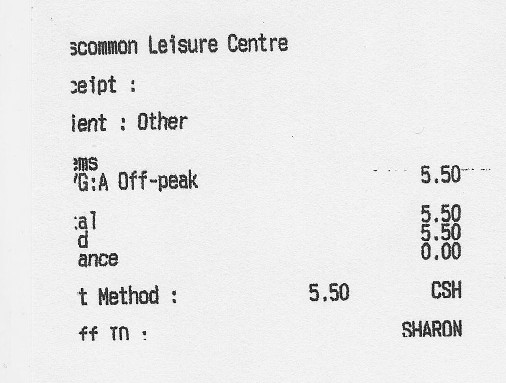 scommon Leisure Centre
ceipt :
ient : Other
ems
'G:A Off-peak 5.50
tal 5.50
d 5.50
ance 0.00
t Method : 5.50 CSH
ff ID : SHARON